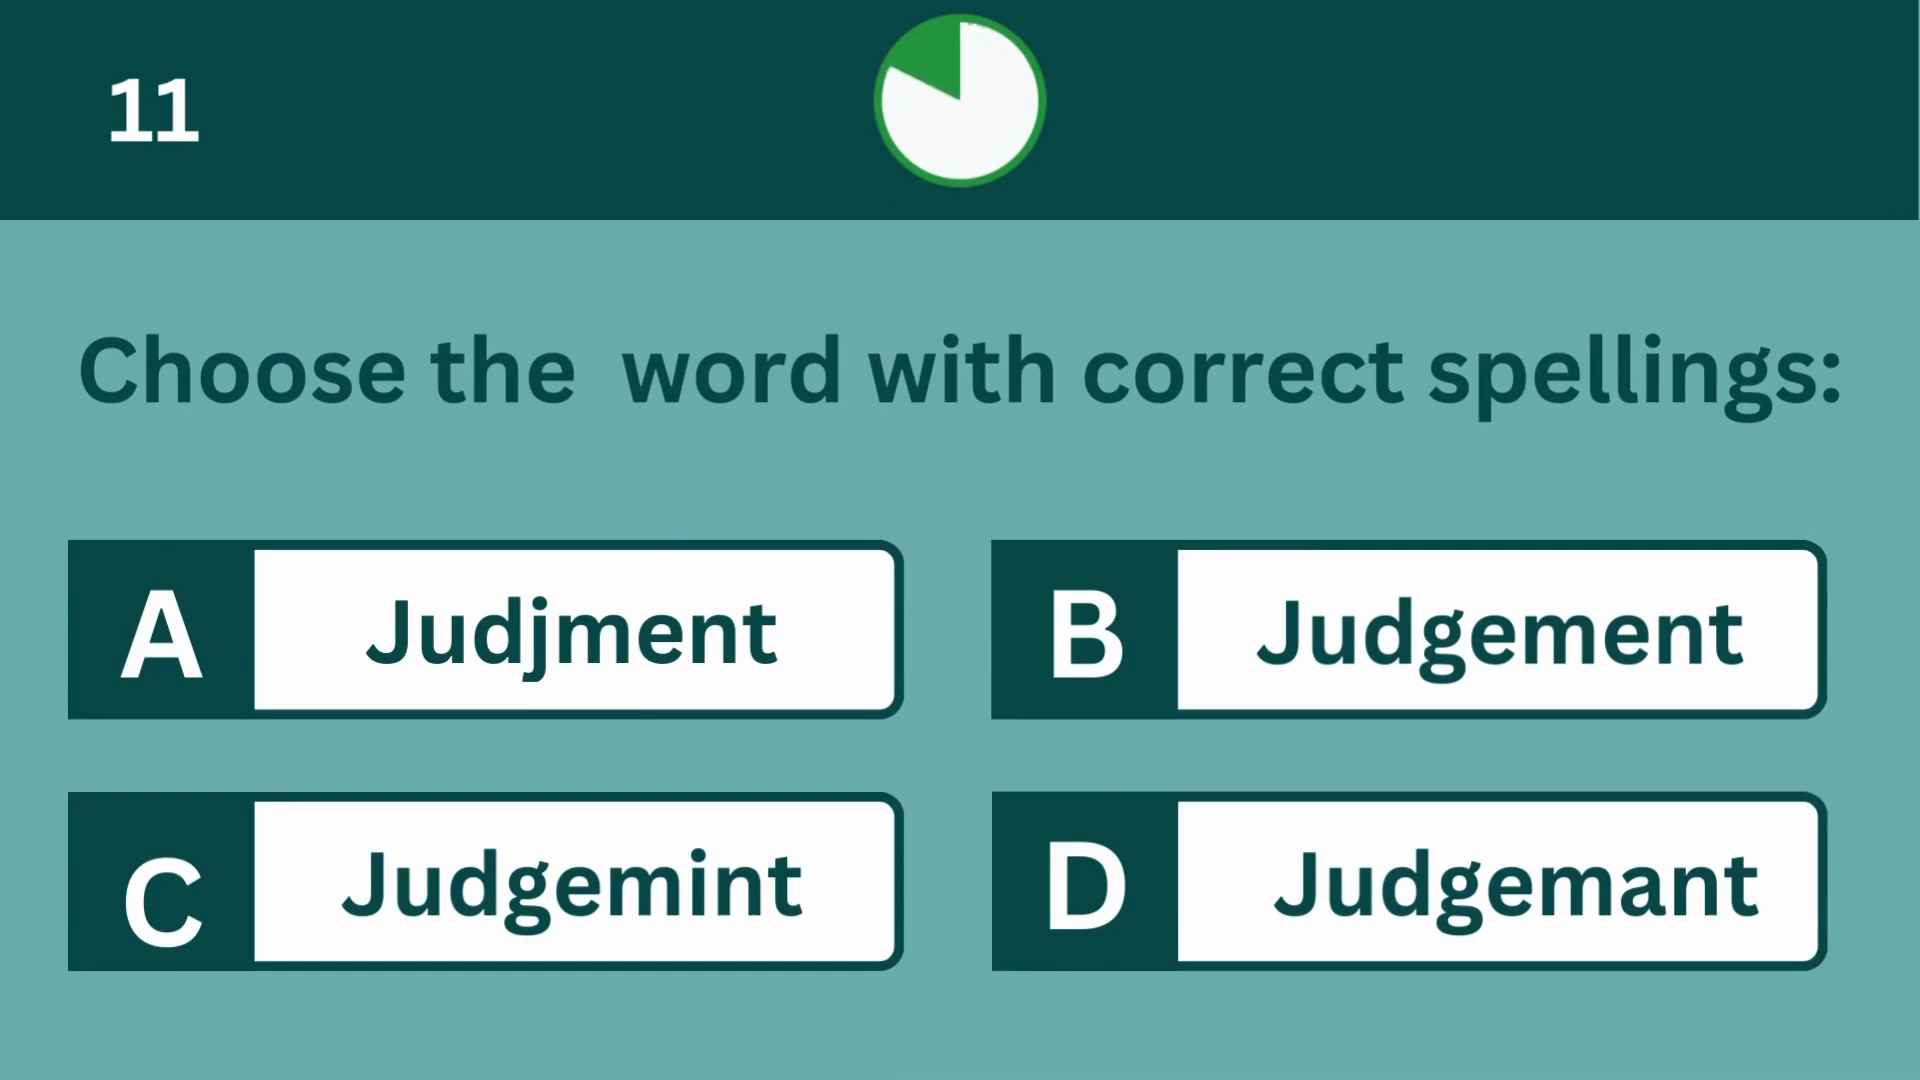 11
Choose the word with correct spellings:
A Judjment
B Judgement
C Judgemint
D Judgemant